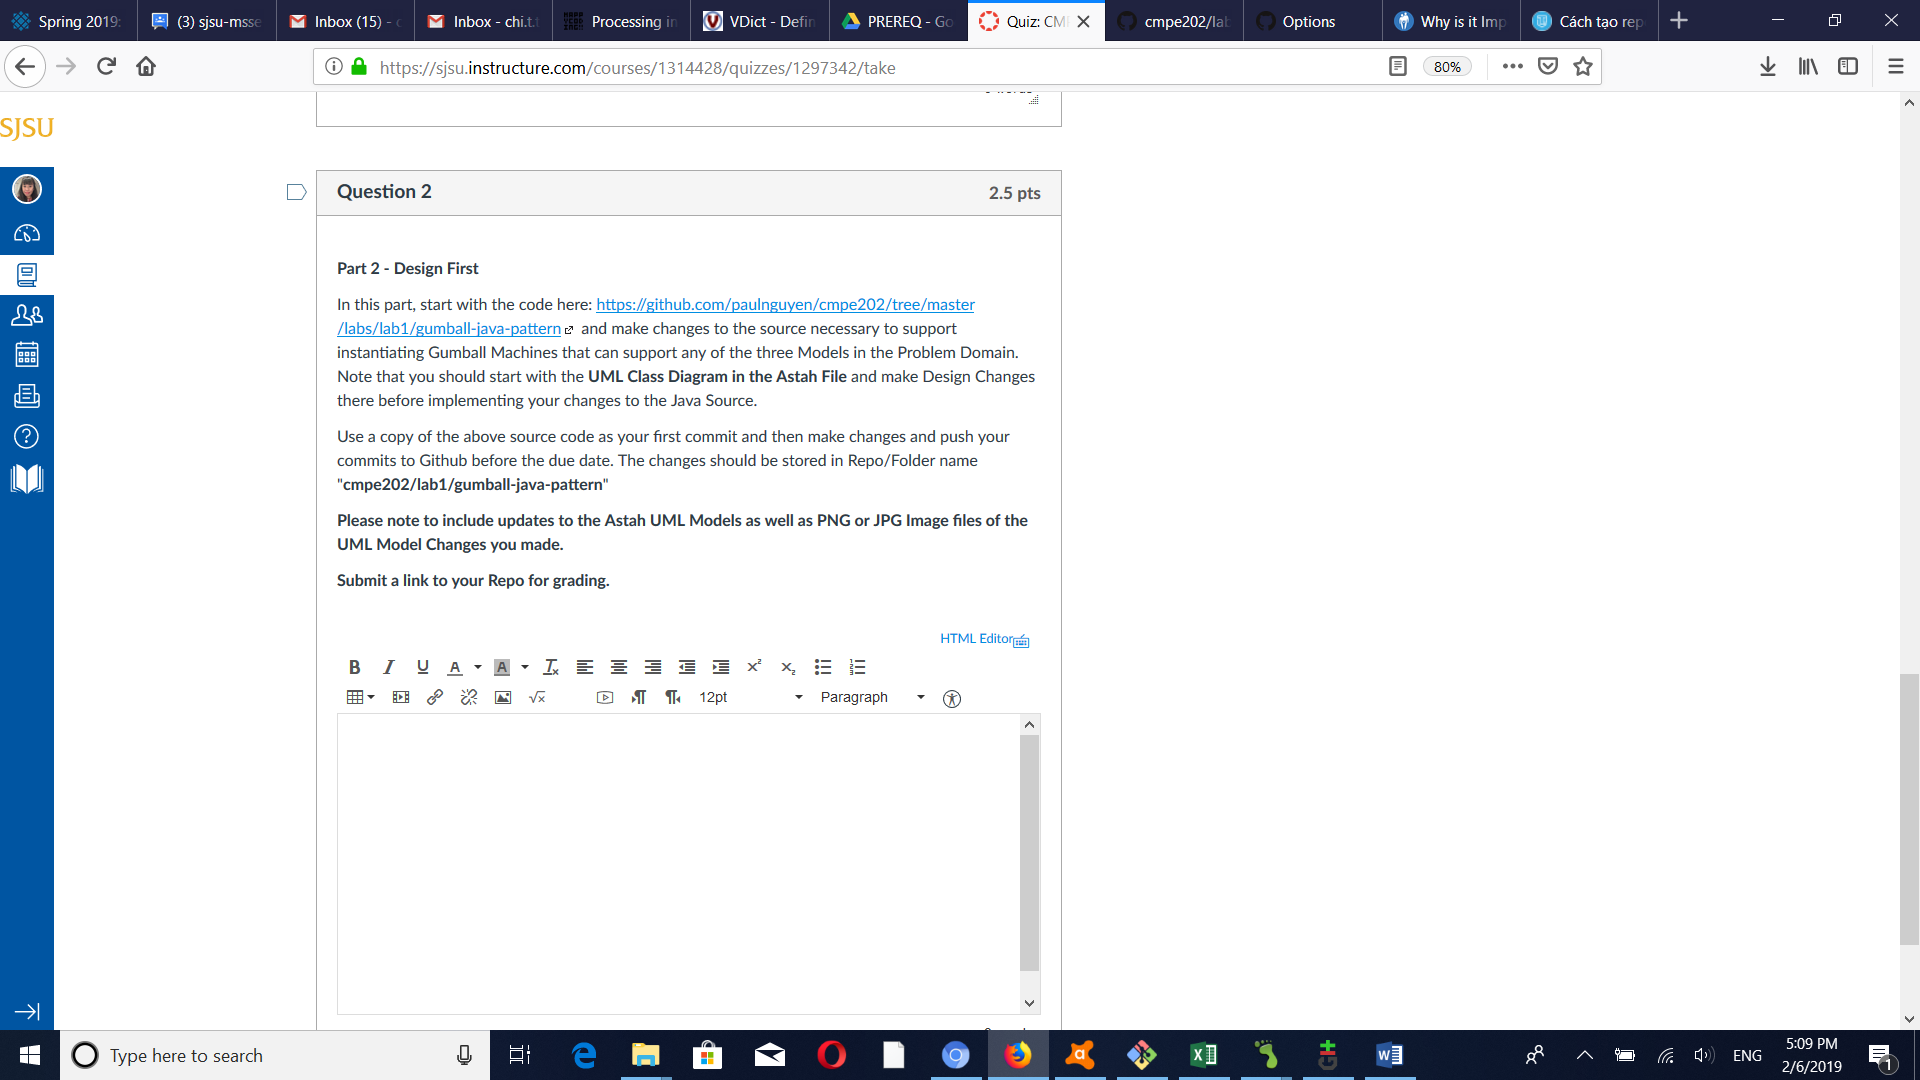 Spring 2019:
(3) sjsu-msse
Inbox (15) - c
Inbox - chi.t.t
Processing in
VDict - Defin
PREREQ - Go
Quiz: CM
cmpe202/lab
Options
Why is it Imp
Cách tạo rep
https://sjsu.instructure.com/courses/1314428/quizzes/1297342/take
80%
SJSU
Question 2
2.5 pts
Part 2 - Design First
In this part, start with the code here: https://github.com/paulnguyen/cmpe202/tree/master
/labs/lab1/gumball-java-pattern and make changes to the source necessary to support
instantiating Gumball Machines that can support any of the three Models in the Problem Domain.
Note that you should start with the UML Class Diagram in the Astah File and make Design Changes
there before implementing your changes to the Java Source.
Use a copy of the above source code as your first commit and then make changes and push your
commits to Github before the due date. The changes should be stored in Repo/Folder name
"cmpe202/lab1/gumball-java-pattern"
Please note to include updates to the Astah UML Models as well as PNG or JPG Image files of the
UML Model Changes you made.
Submit a link to your Repo for grading.
HTML Editor
12pt
Paragraph
Type here to search
ENG
5:09 PM
2/6/2019
1